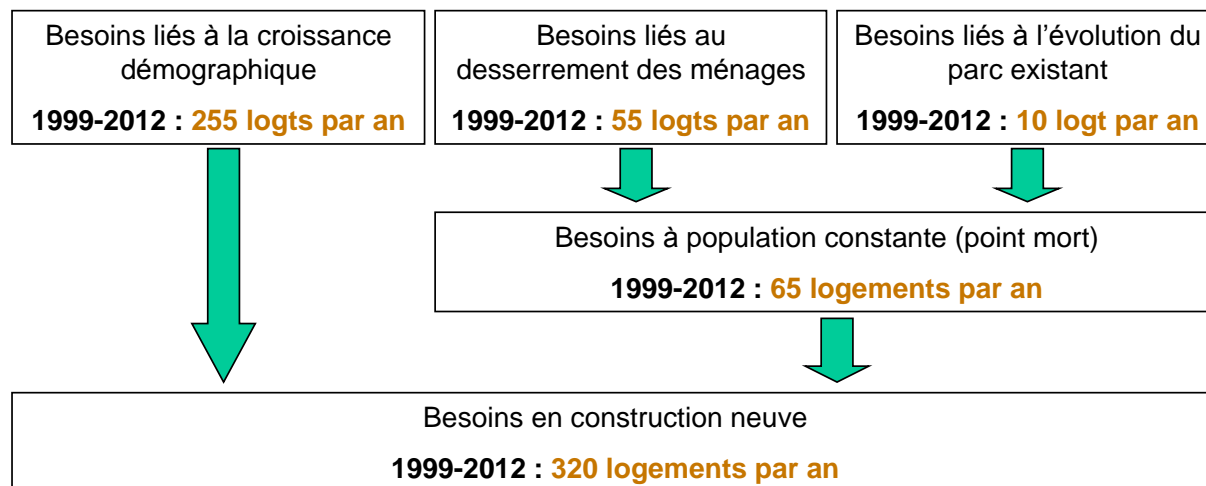 Besoins liés à la croissance
démographique
1999-2012 : 255 logts par an
Besoins liés au
desserrement des ménages
1999-2012 : 55 logts par an
Besoins liés à l’évolution du
parc existant
1999-2012 : 10 logt par an
Besoins à population constante (point mort)
1999-2012 : 65 logements par an
Besoins en construction neuve
1999-2012 : 320 logements par an